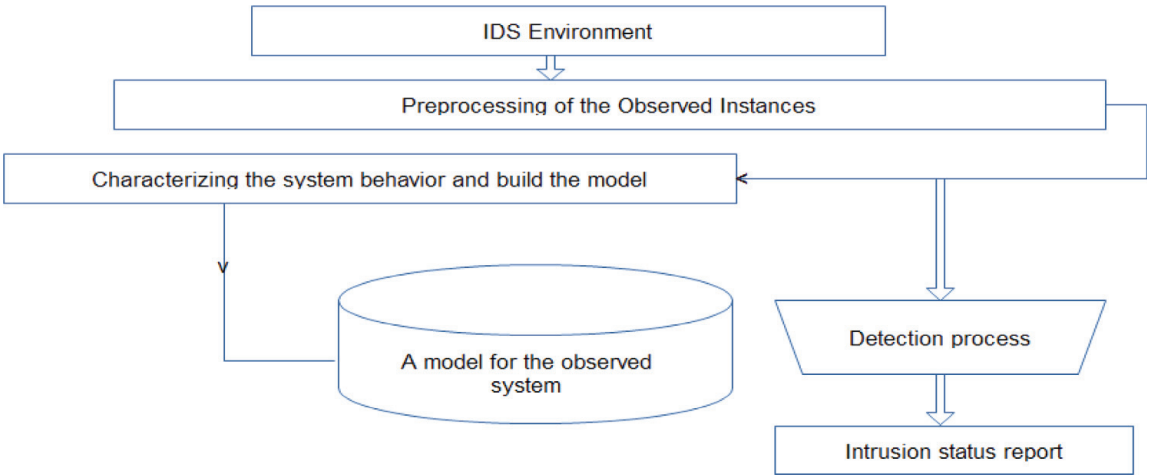 IDS Environment
Preprocessing of the Observed Instances
Characterizing the system behavior and build the model
A model for the observed
system
Detection process
Intrusion status report